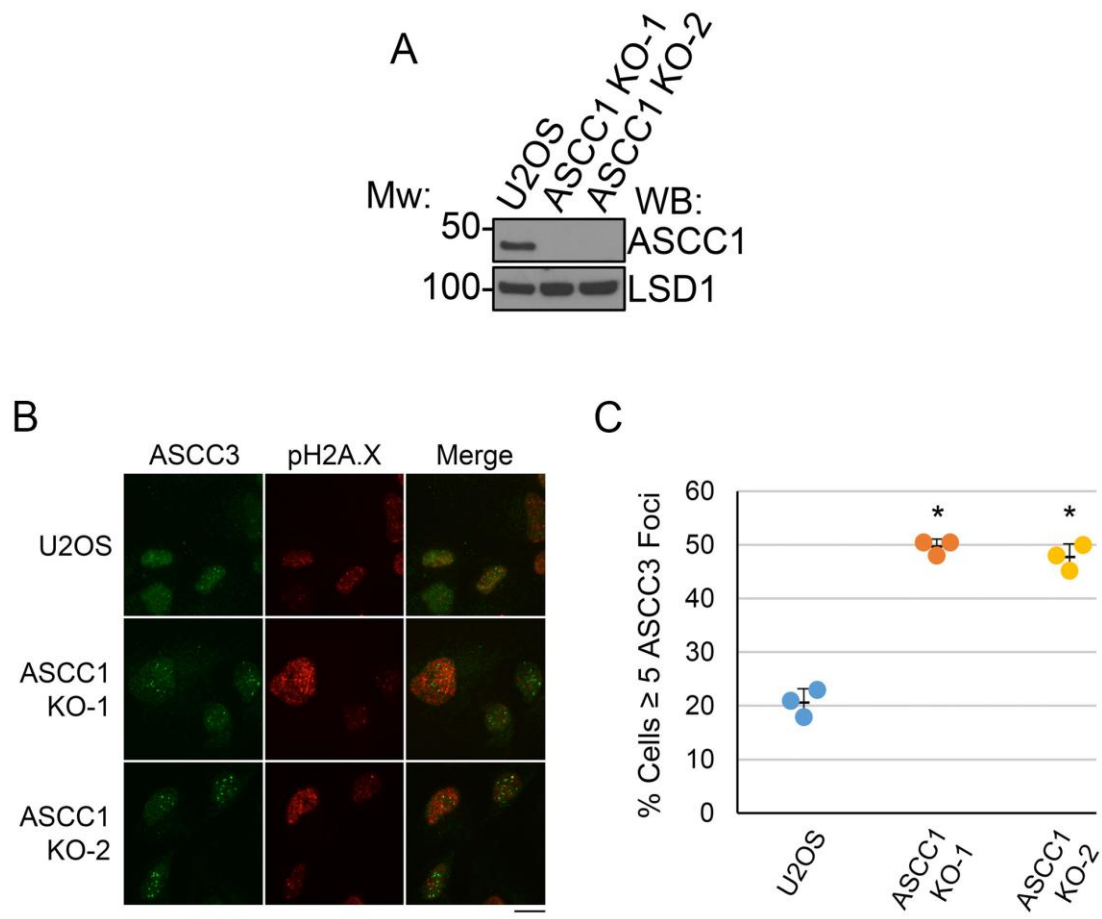 A
U2OS
ASCC1 KO-1
ASCC1 KO-2
Mw:
WB:
50-
ASCC1
100-
LSD1
B
ASCC3
pH2A.X
Merge
U2OS
ASCC1
KO-1
ASCC1
KO-2
C
% Cells ≥ 5 ASCC3 Foci
60
50
40
30
20
10
0
*
*
U2OS
ASCC1
KO-1
ASCC1
KO-2